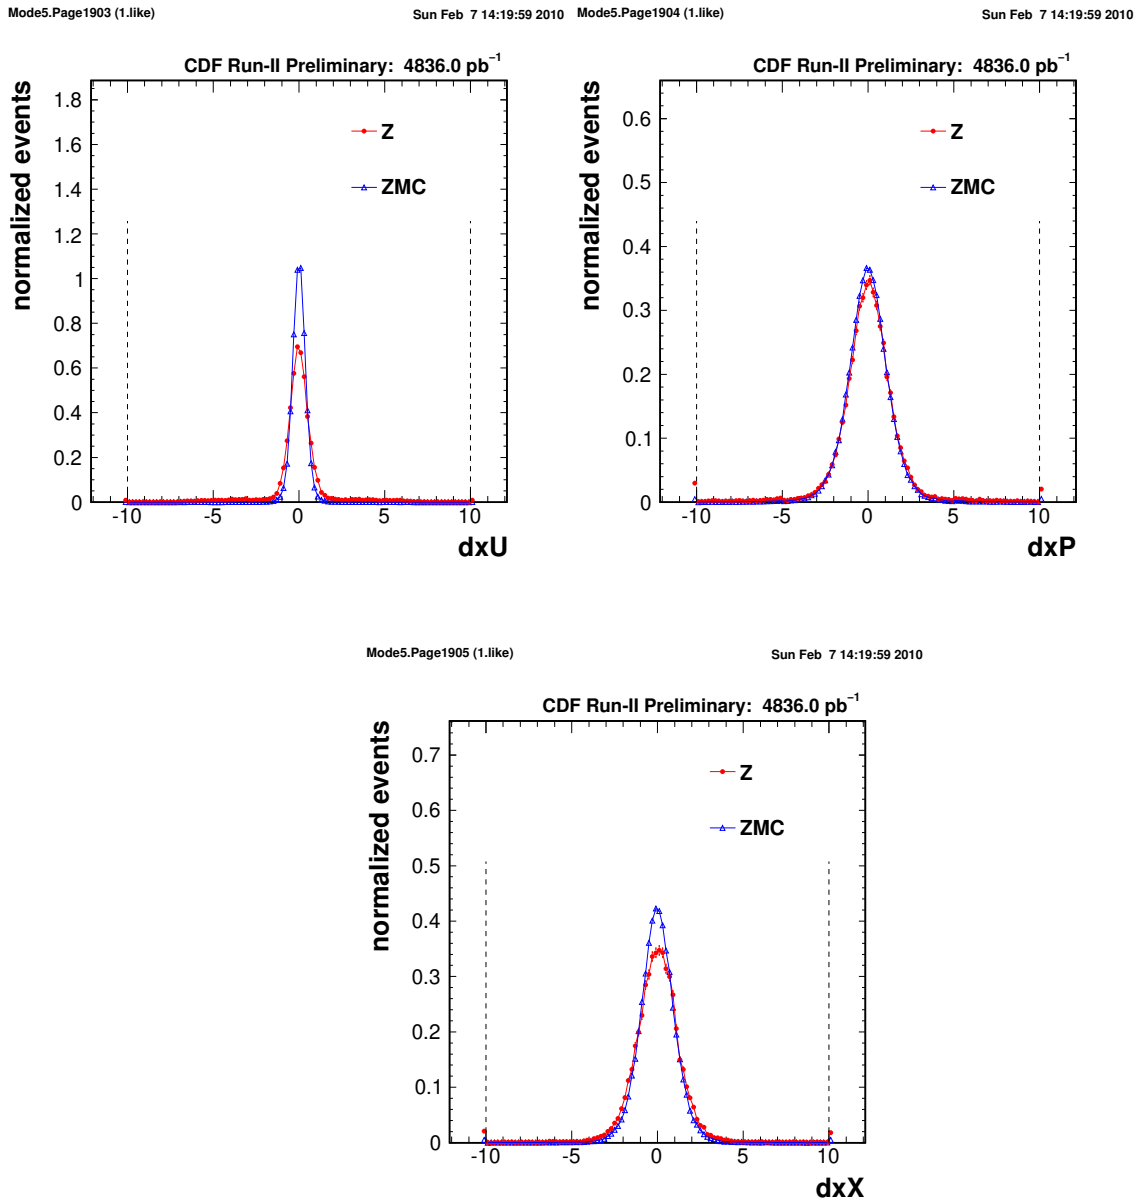 Mode5.Page1903 (1.like) Sun Feb 7 14:19:59 2010
CDF Run-II Preliminary: 4836.0 pb⁻¹
normalized events
1.8
1.6
1.4
1.2
1
0.8
0.6
0.4
0.2
0
Z
ZMC
-10 -5 0 5 10
dxU
Mode5.Page1904 (1.like) Sun Feb 7 14:19:59 2010
CDF Run-II Preliminary: 4836.0 pb⁻¹
normalized events
0.6
0.5
0.4
0.3
0.2
0.1
0
Z
ZMC
-10 -5 0 5 10
dxP
Mode5.Page1905 (1.like) Sun Feb 7 14:19:59 2010
CDF Run-II Preliminary: 4836.0 pb⁻¹
normalized events
0.7
0.6
0.5
0.4
0.3
0.2
0.1
0
Z
ZMC
-10 -5 0 5 10
dxX